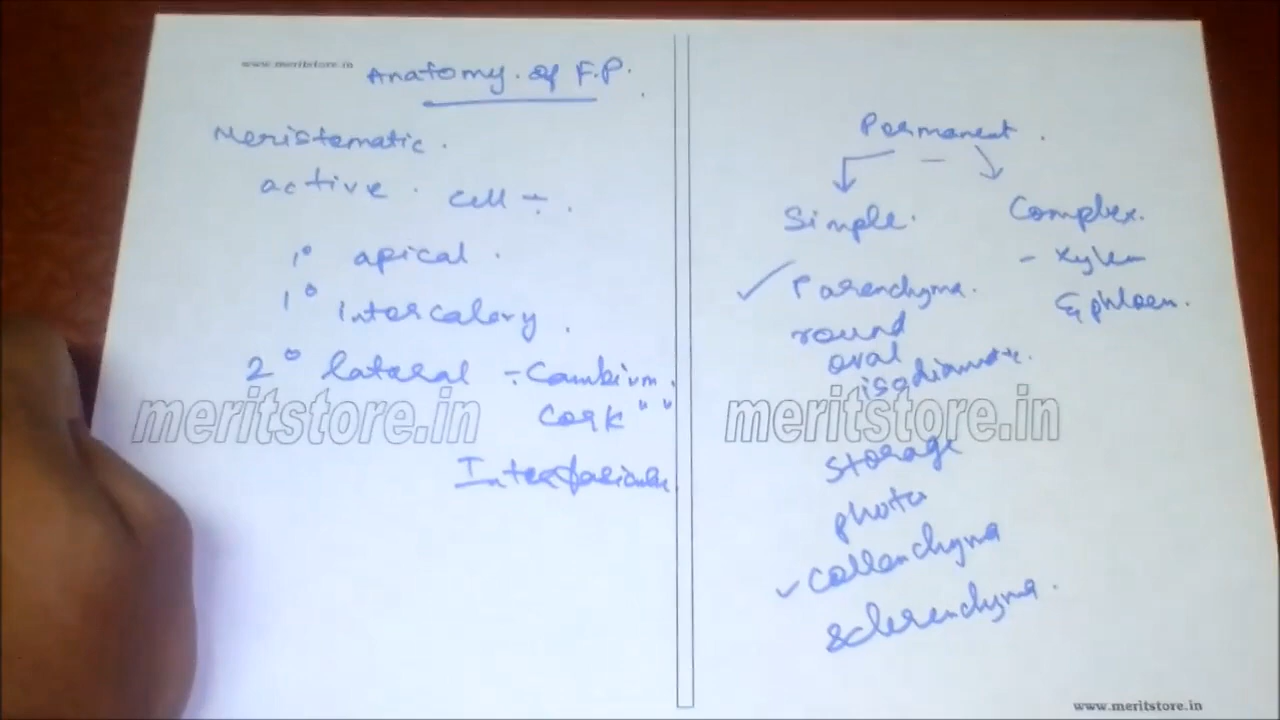 www.meritstore.in
Anatomy of F.P.
Meristematic.
active. cell ÷.
1° apical.
1° intercalary.
2° lateral ÷ Cambium.
Cork " "
meritstore.in
Interfasicular
Permanent.
Simple. Complex.
- Xylem
✓ Parenchyma. & phloem.
round
oval
isodiametric.
meritstore.in
Storage
photo
✓ Collenchyma
Sclerenchyma.
www.meritstore.in